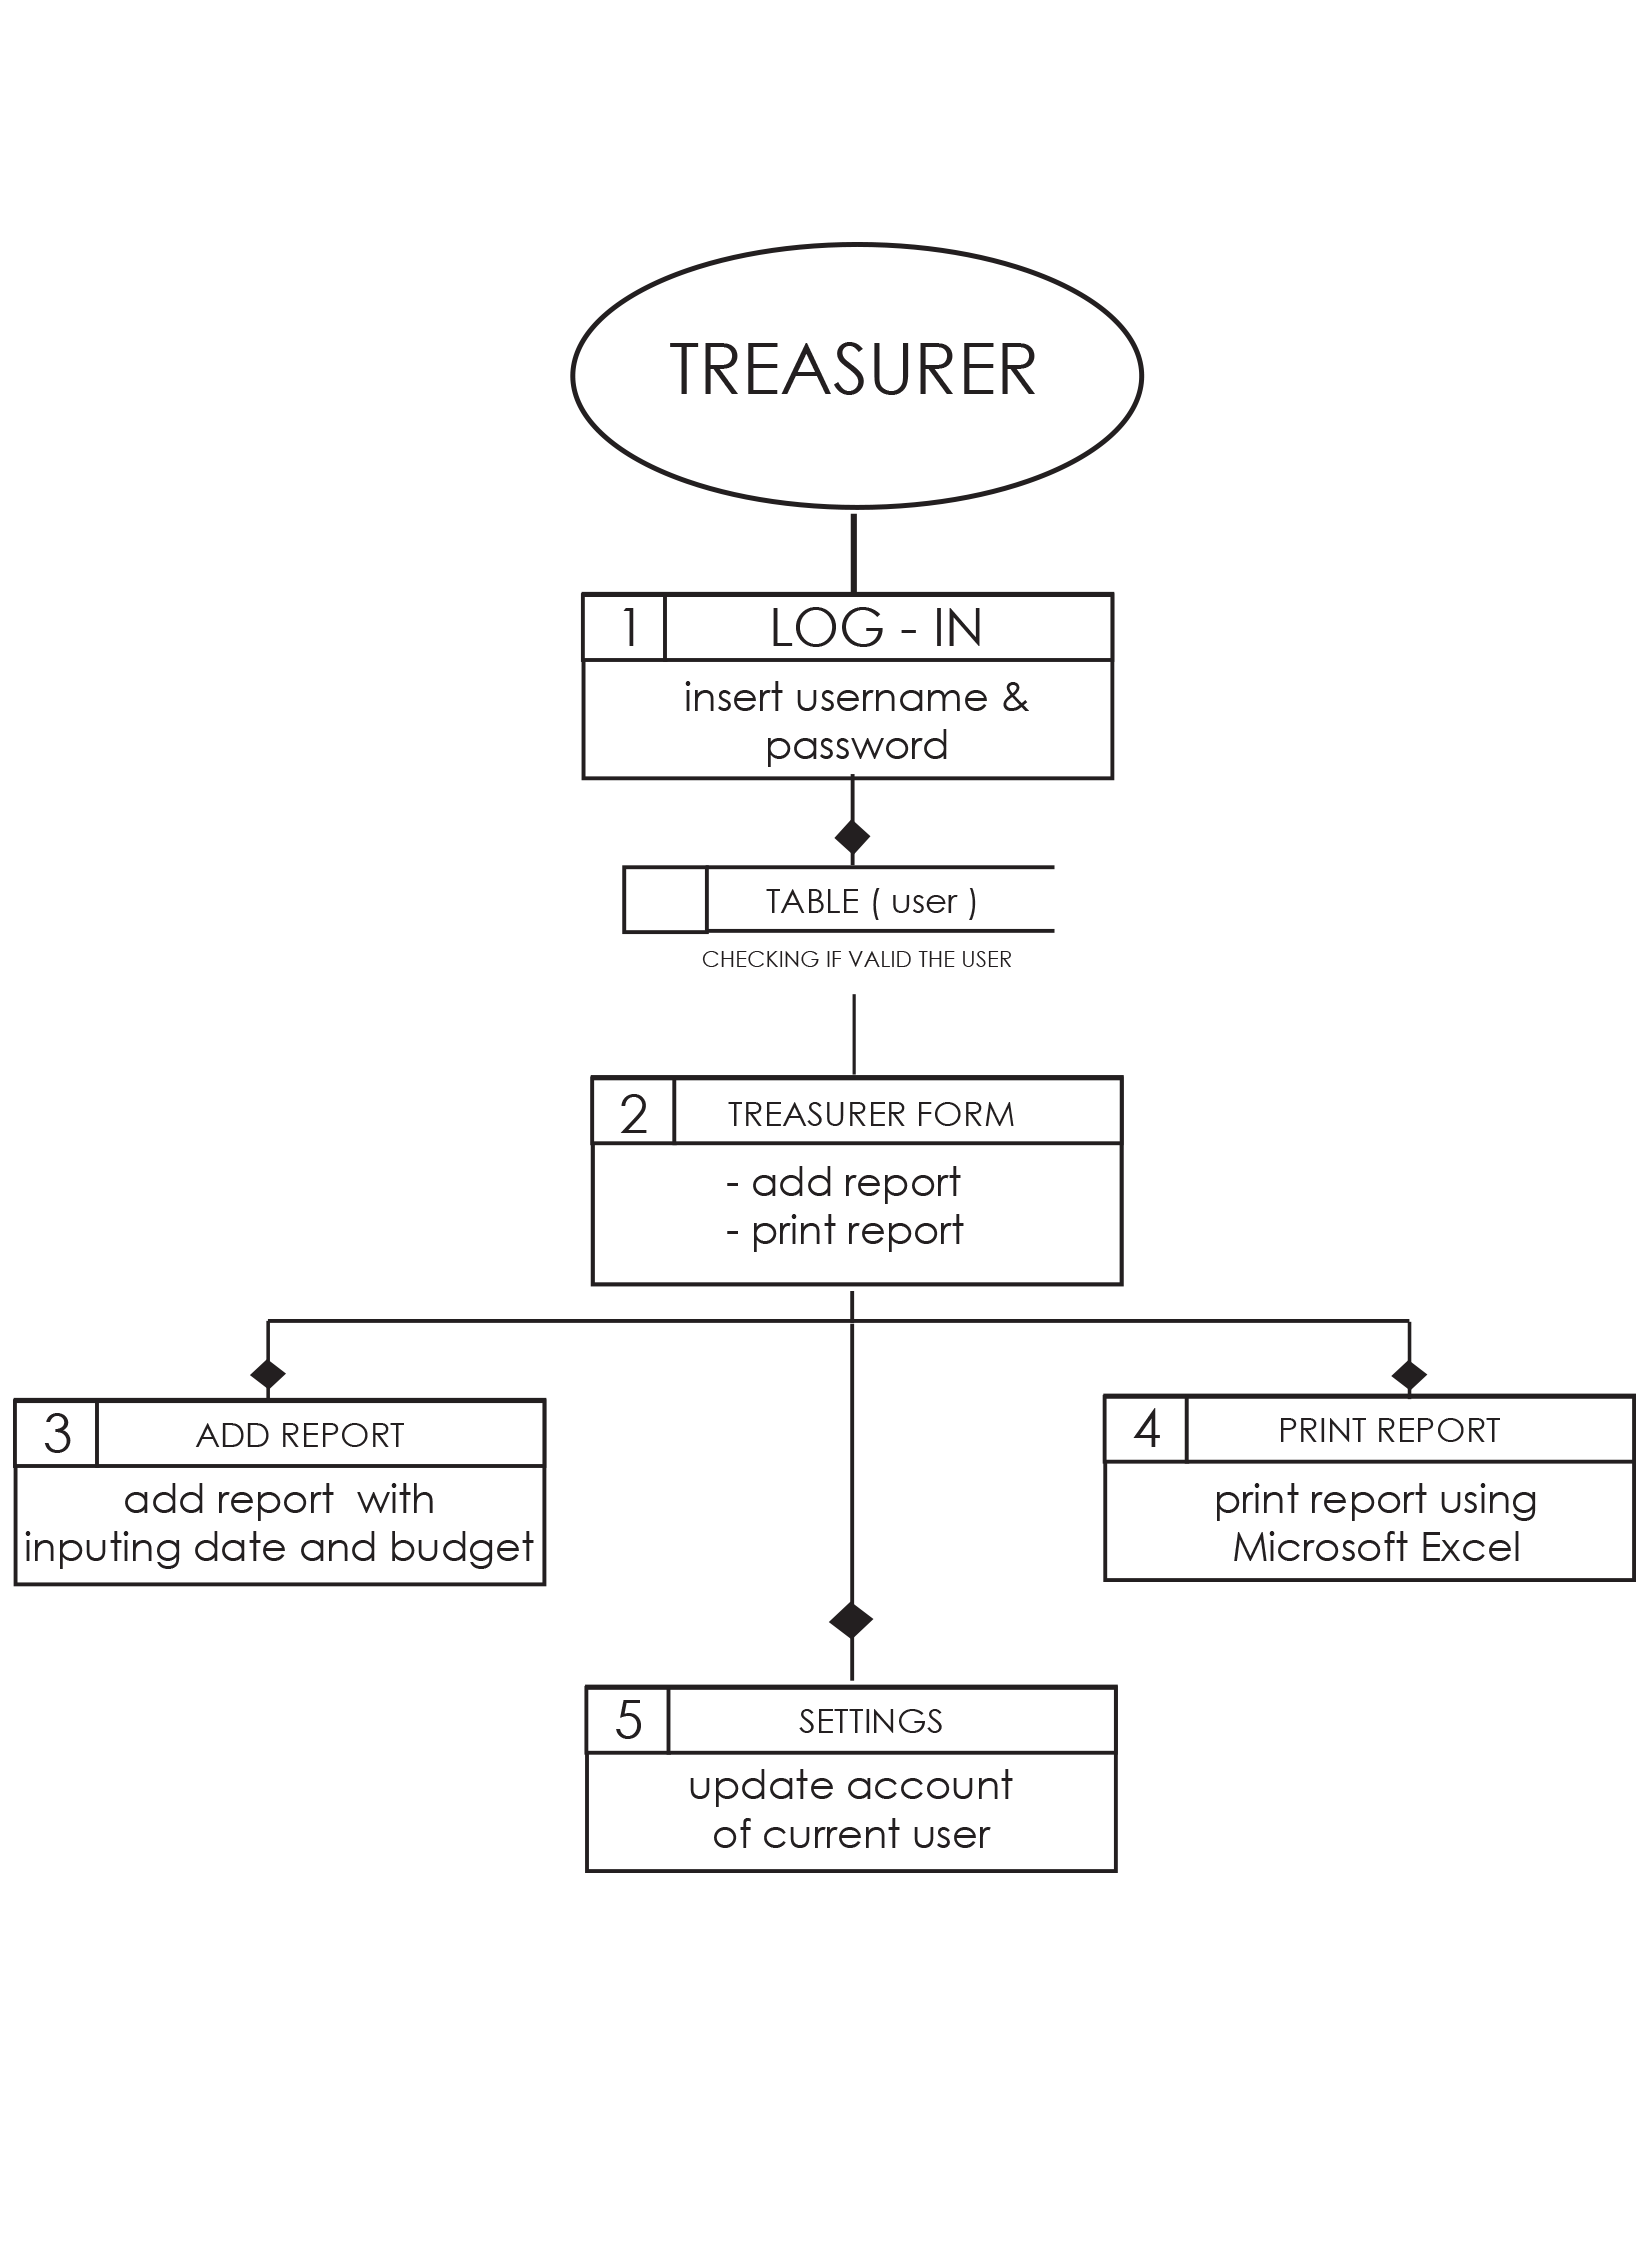 TREASURER
1 LOG - IN
insert username &
password
TABLE ( user )
CHECKING IF VALID THE USER
2 TREASURER FORM
- add report
- print report
3 ADD REPORT
add report  with
inputing date and budget
4 PRINT REPORT
print report using
Microsoft Excel
5 SETTINGS
update account
of current user